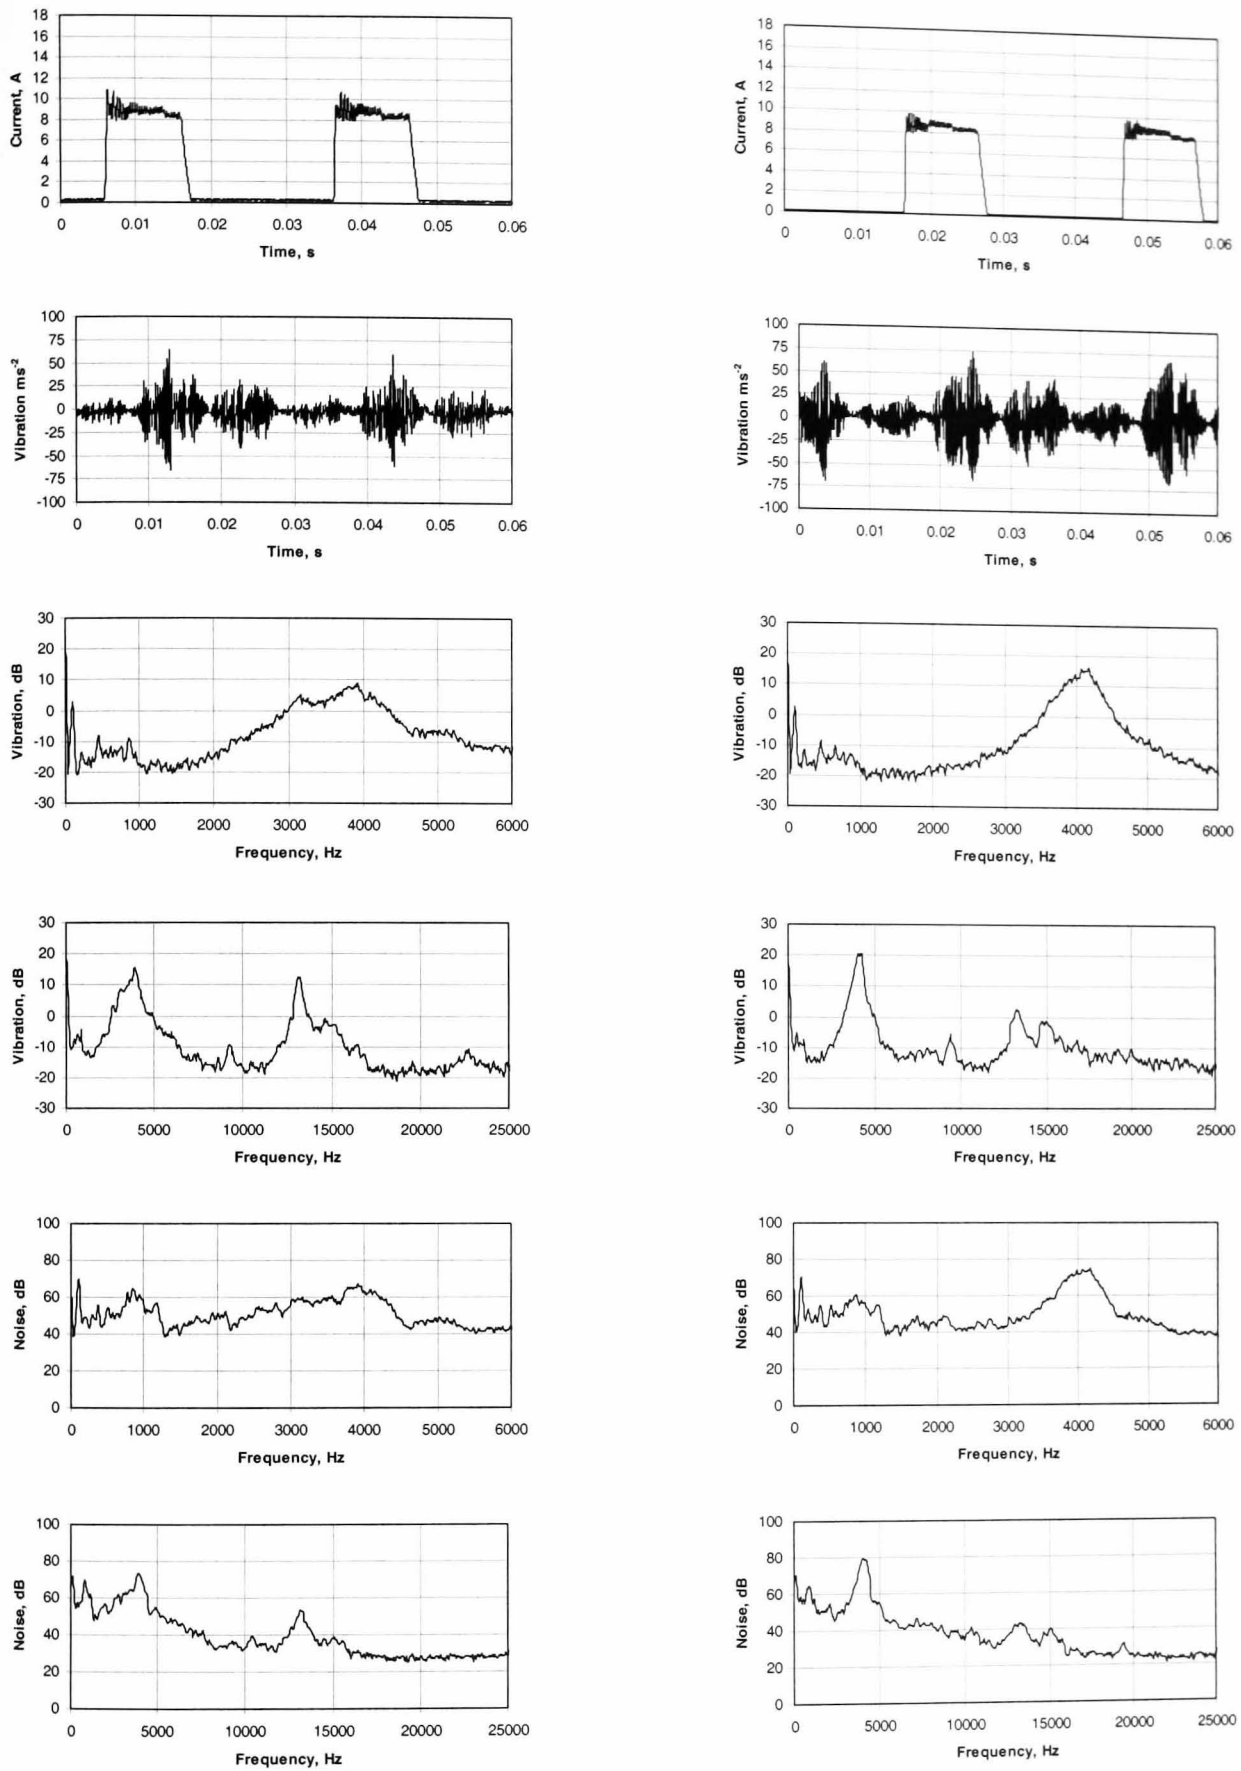 18
16
14
12
10
8
6
4
2
0
Current, A
0 0.01 0.02 0.03 0.04 0.05 0.06
Time, s
18
16
14
12
10
8
6
4
2
0
Current, A
0 0.01 0.02 0.03 0.04 0.05 0.06
Time, s
100
75
50
25
0
-25
-50
-75
-100
Vibration ms-2
0 0.01 0.02 0.03 0.04 0.05 0.06
Time, s
100
75
50
25
0
-25
-50
-75
-100
Vibration ms-2
0 0.01 0.02 0.03 0.04 0.05 0.06
Time, s
30
20
10
0
-10
-20
-30
Vibration, dB
0 1000 2000 3000 4000 5000 6000
Frequency, Hz
30
20
10
0
-10
-20
-30
Vibration, dB
0 1000 2000 3000 4000 5000 6000
Frequency, Hz
30
20
10
0
-10
-20
-30
Vibration, dB
0 5000 10000 15000 20000 25000
Frequency, Hz
30
20
10
0
-10
-20
-30
Vibration, dB
0 5000 10000 15000 20000 25000
Frequency, Hz
100
80
60
40
20
0
Noise, dB
0 1000 2000 3000 4000 5000 6000
Frequency, Hz
100
80
60
40
20
0
Noise, dB
0 1000 2000 3000 4000 5000 6000
Frequency, Hz
100
80
60
40
20
0
Noise, dB
0 5000 10000 15000 20000 25000
Frequency, Hz
100
80
60
40
20
0
Noise, dB
0 5000 10000 15000 20000 25000
Frequency, Hz